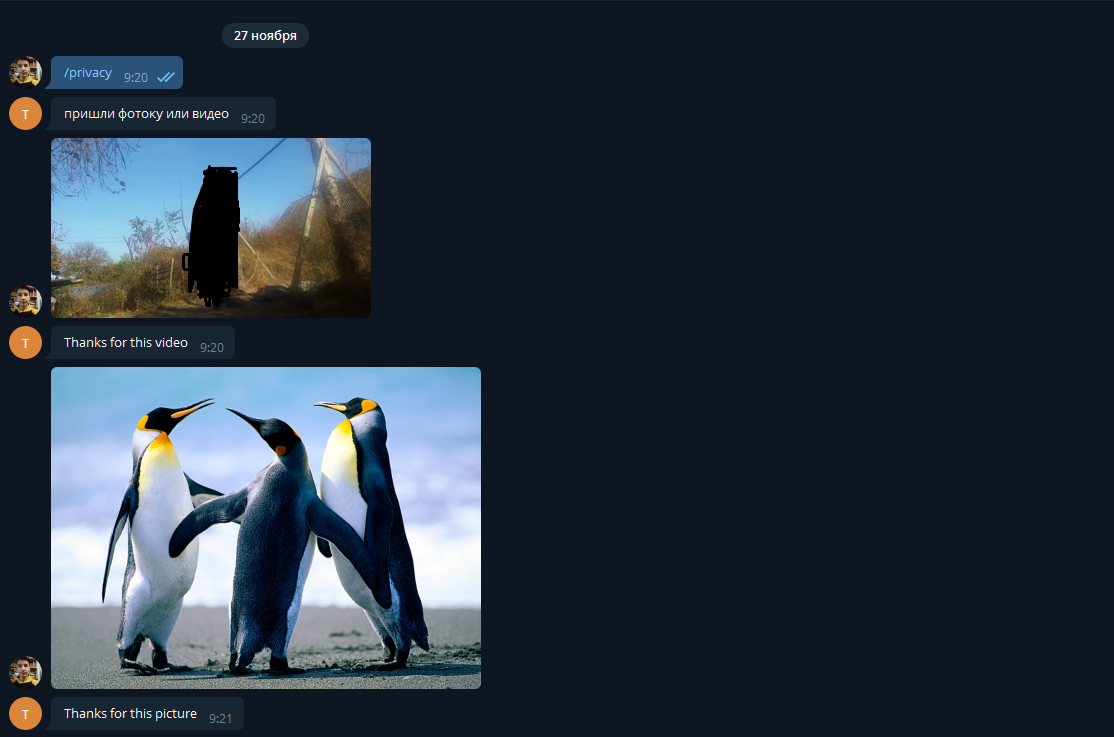 27 ноября
/privacy 9:20
T
пришли фотоку или видео 9:20
T
Thanks for this video 9:20
T
Thanks for this picture 9:21